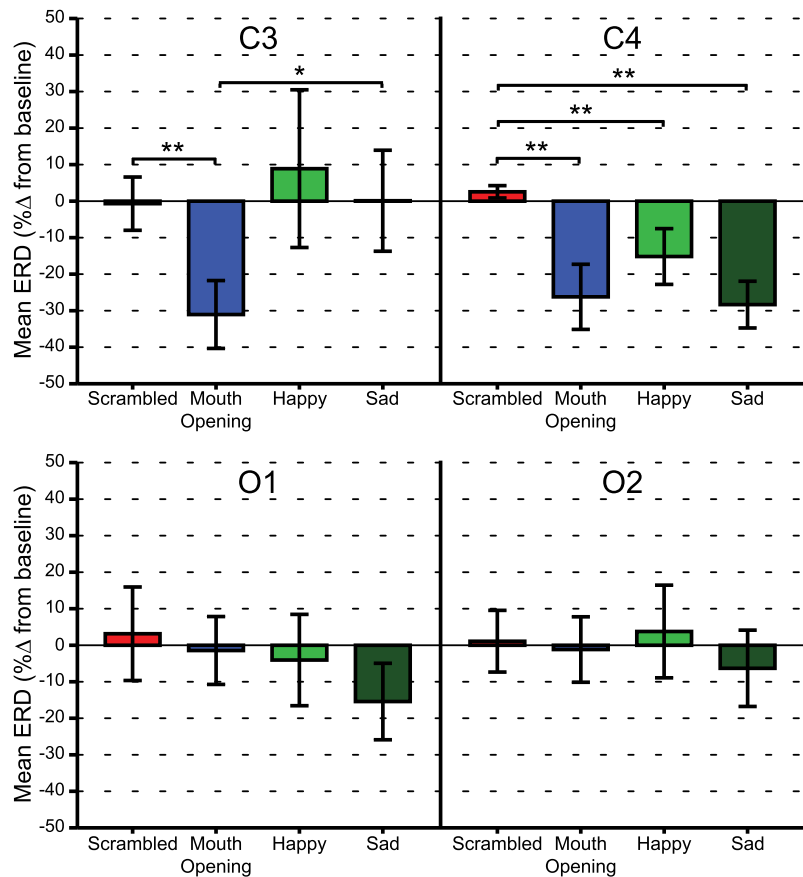 C3
C4
Mean ERD (%Δ from baseline)
50
40
30
20
10
0
-10
-20
-30
-40
-50
*
**
**
**
**
Scrambled
Mouth
Opening
Happy
Sad
Scrambled
Mouth
Opening
Happy
Sad
O1
O2
Mean ERD (%Δ from baseline)
50
40
30
20
10
0
-10
-20
-30
-40
-50
Scrambled
Mouth
Opening
Happy
Sad
Scrambled
Mouth
Opening
Happy
Sad